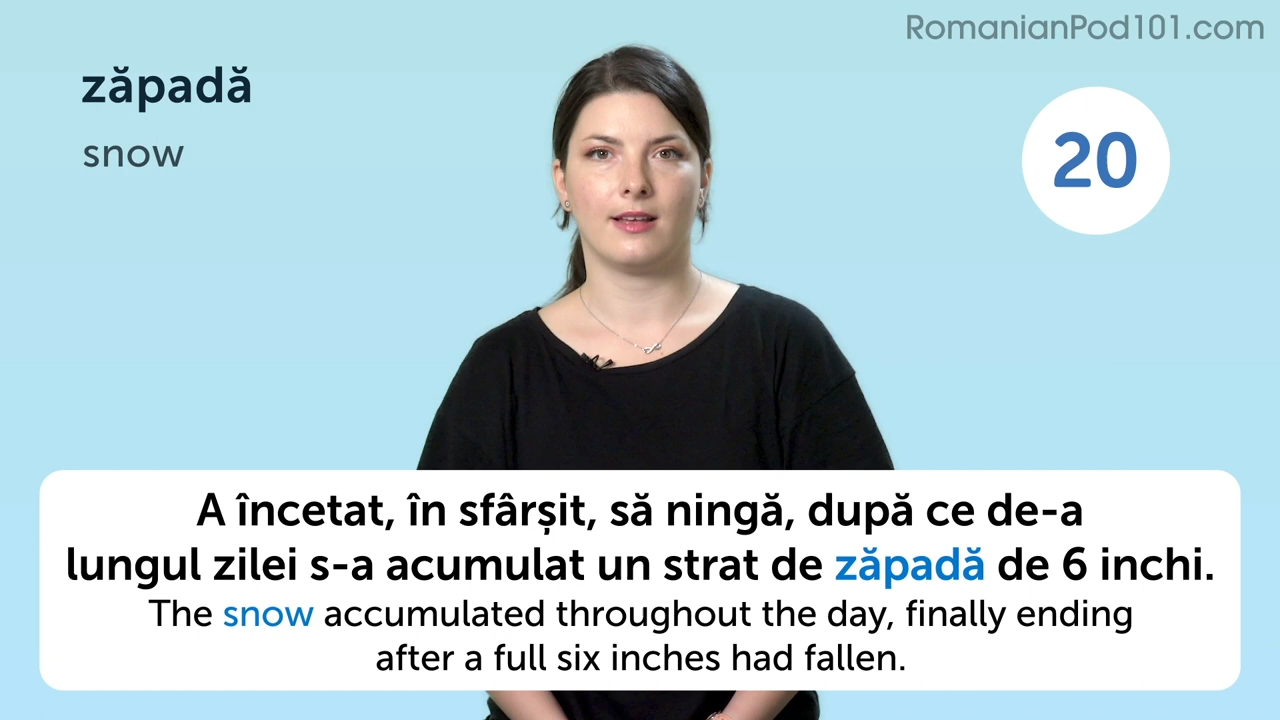 RomanianPod101.com
zăpadă
snow
20
A încetat, în sfârșit, să ningă, după ce de-a
lungul zilei s-a acumulat un strat de zăpadă de 6 inchi.
The snow accumulated throughout the day, finally ending
after a full six inches had fallen.